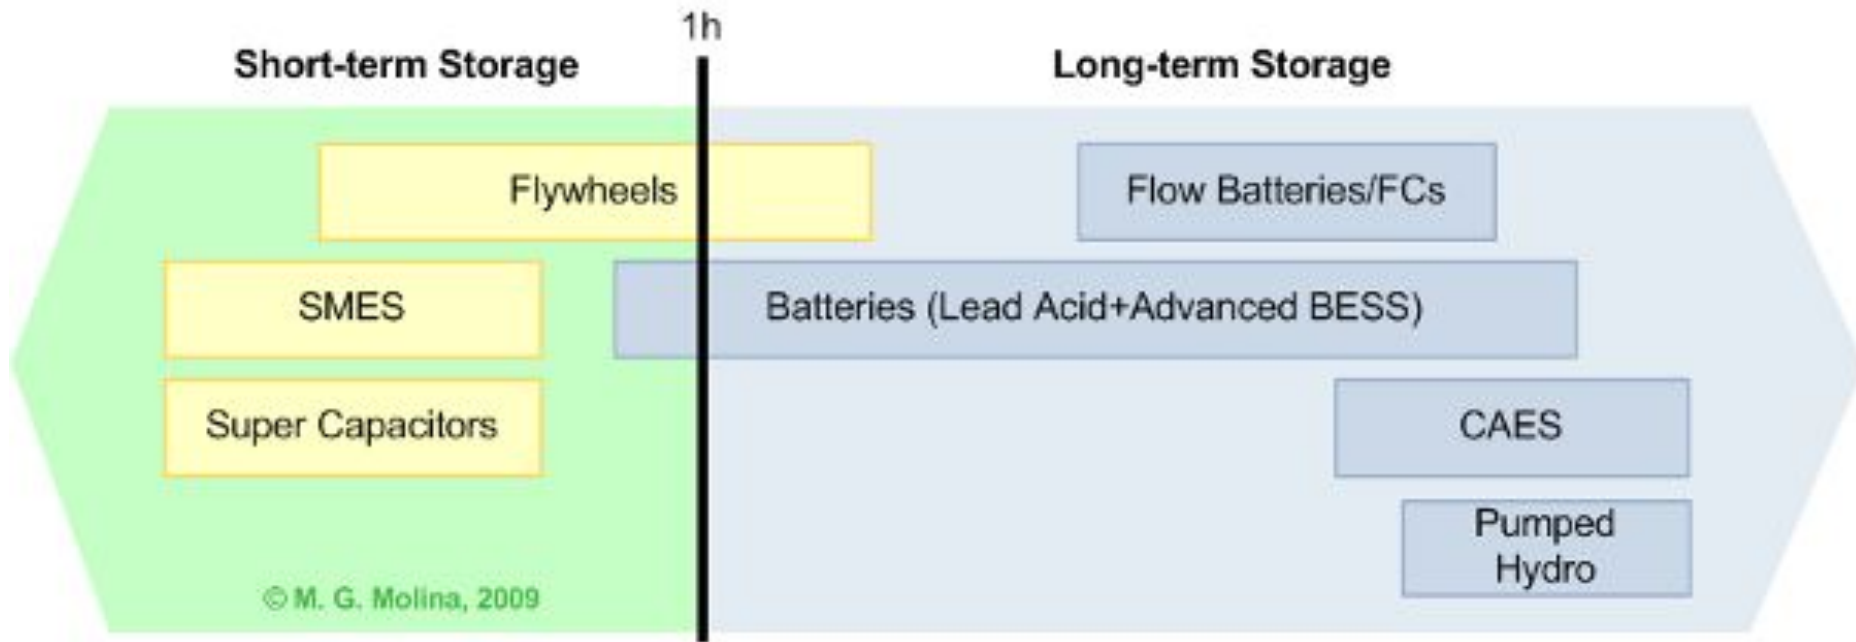 1h
Short-term Storage
Long-term Storage
Flywheels
Flow Batteries/FCs
SMES
Batteries (Lead Acid+Advanced BESS)
Super Capacitors
CAES
Pumped
Hydro
© M. G. Molina, 2009